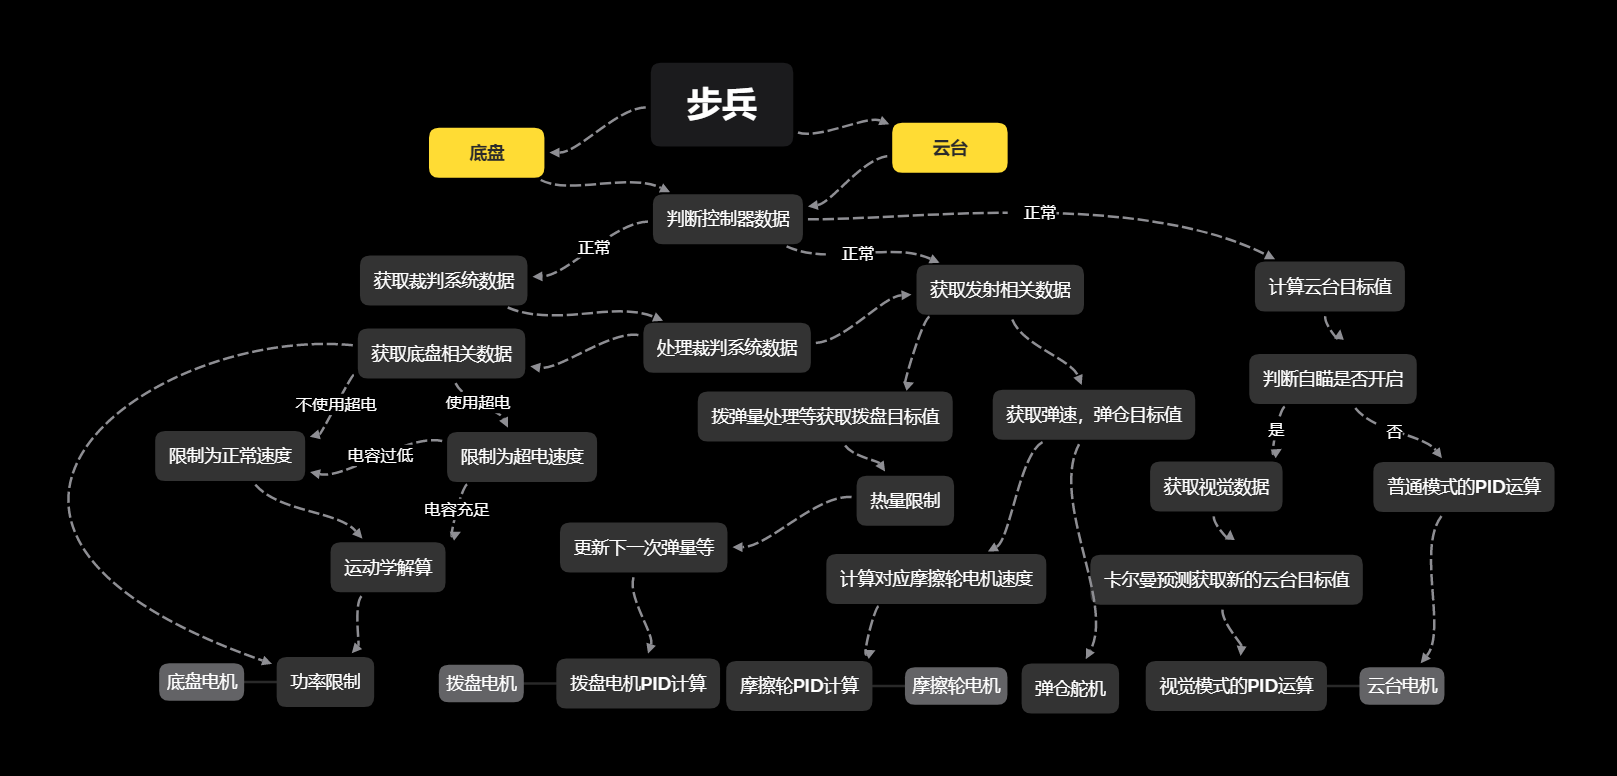 步兵
底盘
云台
判断控制器数据
正常
正常
正常
获取裁判系统数据
获取发射相关数据
计算云台目标值
处理裁判系统数据
获取底盘相关数据
判断自瞄是否开启
不使用超电
使用超电
拨弹量处理等获取拨盘目标值
获取弹速，弹仓目标值
是
否
限制为正常速度
电容过低
限制为超电速度
获取视觉数据
普通模式的PID运算
热量限制
电容充足
更新下一次弹量等
运动学解算
计算对应摩擦轮电机速度
卡尔曼预测获取新的云台目标值
底盘电机
功率限制
拨盘电机
拨盘电机PID计算
摩擦轮PID计算
摩擦轮电机
弹仓舵机
视觉模式的PID运算
云台电机